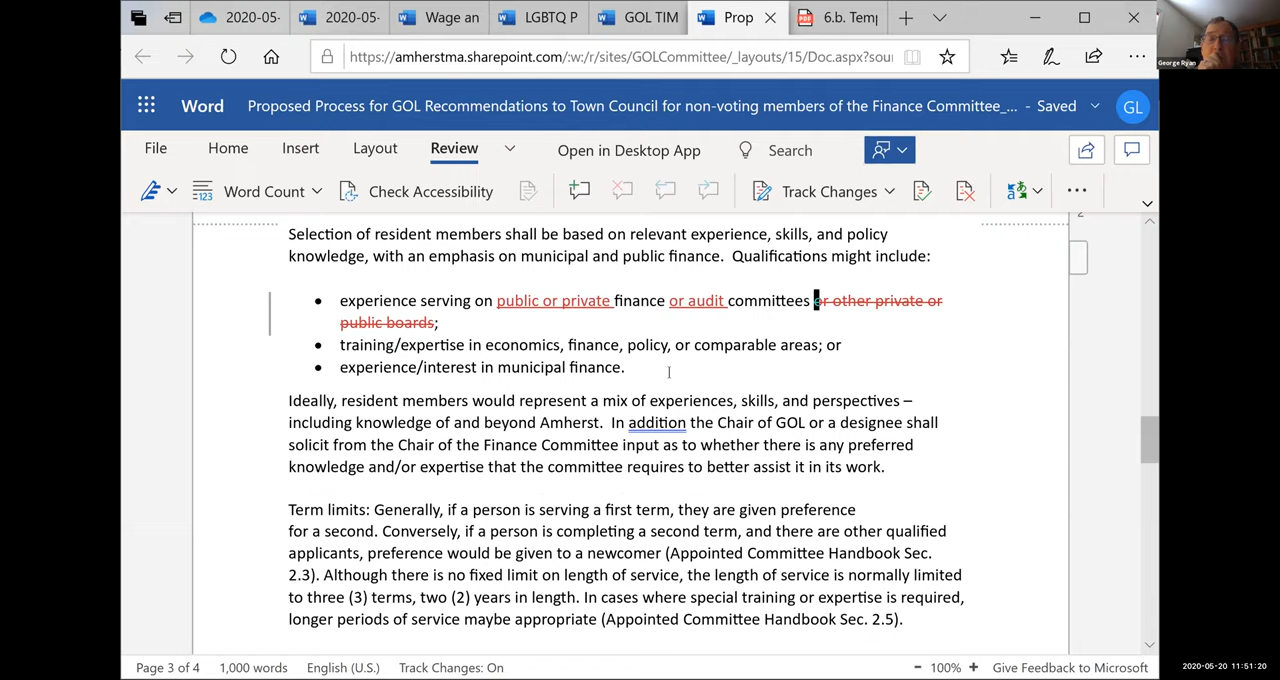 2020-05-
2020-05-
Wage an
LGBTQ P
GOL TIM
Prop
6.b. Temp
https://amherstma.sharepoint.com/:w:/r/sites/GOLCommittee/_layouts/15/Doc.aspx?sour
George Ryan
Word
Proposed Process for GOL Recommendations to Town Council for non-voting members of the Finance Committee_... - Saved
GL
File
Home
Insert
Layout
Review
Open in Desktop App
Search
123
Word Count
Check Accessibility
Track Changes
2
Selection of resident members shall be based on relevant experience, skills, and policy
knowledge, with an emphasis on municipal and public finance. Qualifications might include:
• experience serving on public or private finance or audit committees or other private or
public boards;
• training/expertise in economics, finance, policy, or comparable areas; or
• experience/interest in municipal finance.
Ideally, resident members would represent a mix of experiences, skills, and perspectives –
including knowledge of and beyond Amherst. In addition the Chair of GOL or a designee shall
solicit from the Chair of the Finance Committee input as to whether there is any preferred
knowledge and/or expertise that the committee requires to better assist it in its work.
Term limits: Generally, if a person is serving a first term, they are given preference
for a second. Conversely, if a person is completing a second term, and there are other qualified
applicants, preference would be given to a newcomer (Appointed Committee Handbook Sec.
2.3). Although there is no fixed limit on length of service, the length of service is normally limited
to three (3) terms, two (2) years in length. In cases where special training or expertise is required,
longer periods of service maybe appropriate (Appointed Committee Handbook Sec. 2.5).
Page 3 of 4
1,000 words
English (U.S.)
Track Changes: On
100%
Give Feedback to Microsoft
2020-05-20 11:51:20